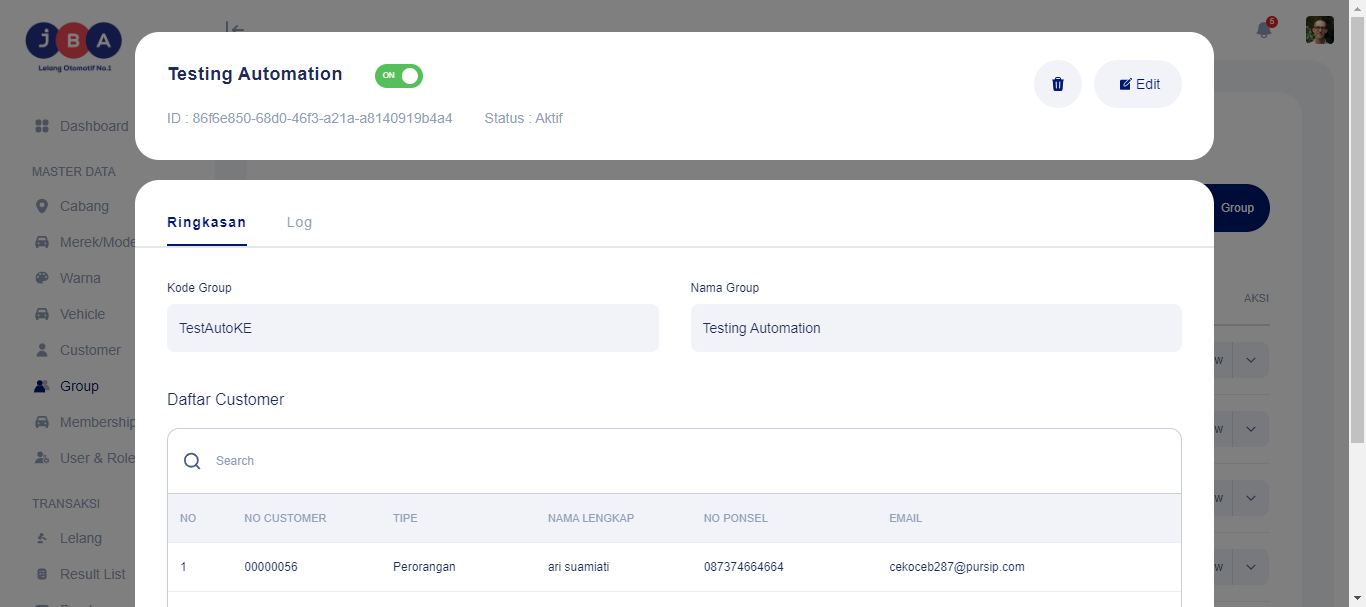 JBA
Lelang Otomotif No.1
5
Testing Automation
ON
Edit
ID : 86f6e850-68d0-46f3-a21a-a8140919b4a4
Status : Aktif
Dashboard
MASTER DATA
Cabang
Merek/Mode
Warna
Vehicle
Customer
Group
Membership
User & Role
TRANSAKSI
Lelang
Result List
Ringkasan
Log
Group
Kode Group
Nama Group
TestAutoKE
Testing Automation
AKSI
w
w
w
w
Daftar Customer
Search
NO
NO CUSTOMER
TIPE
NAMA LENGKAP
NO PONSEL
EMAIL
1
00000056
Perorangan
ari suamiati
087374664664
cekoceb287@pursip.com